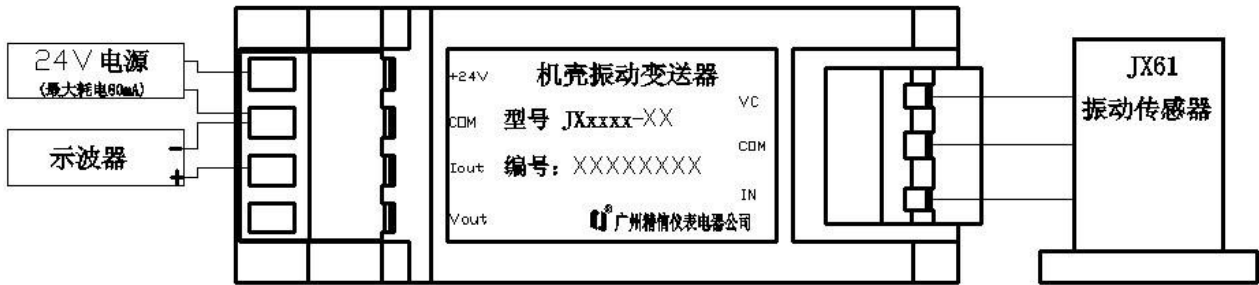 24V 电源
(最大耗电60mA)
示波器
-
+
+24V
COM
Iout
Vout
机壳振动变送器
型号 JXxxxx-XX
编号：XXXXXXXX
®广州精信仪表电器公司
VC
COM
IN
JX61
振动传感器